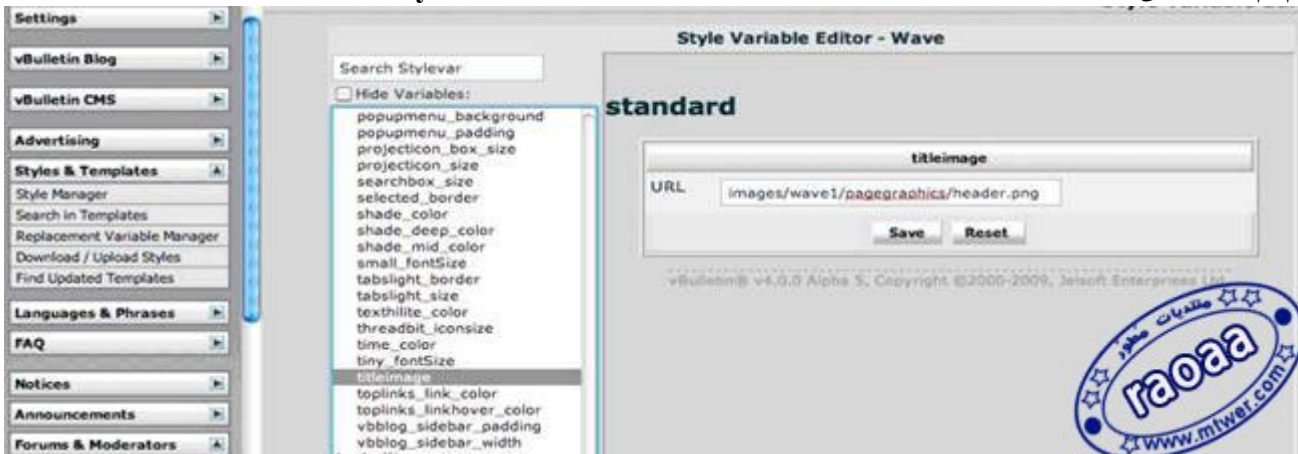 Settings
vBulletin Blog
vBulletin CMS
Advertising
Styles & Templates
Style Manager
Search in Templates
Replacement Variable Manager
Download / Upload Styles
Find Updated Templates
Languages & Phrases
FAQ
Notices
Announcements
Forums & Moderators
Style Variable Editor - Wave
Search Stylevar
Hide Variables:
popupmenu_background
popupmenu_padding
projecticon_box_size
projecticon_size
searchbox_size
selected_border
shade_color
shade_deep_color
shade_mid_color
small_fontSize
tabslight_border
tabslight_size
texthilite_color
threadbit_iconsize
time_color
tiny_fontSize
titleimage
toplinks_link_color
toplinks_linkhover_color
vbblog_sidebar_padding
vbblog_sidebar_width
standard
titleimage
URL
images/wave1/pagegraphics/header.png
Save Reset
vBulletin® v4.0.0 Alpha 5, Copyright ©2000-2009, Jelsoft Enterprises Ltd.
منتديات مطور
raoaa
www.mtwer.com